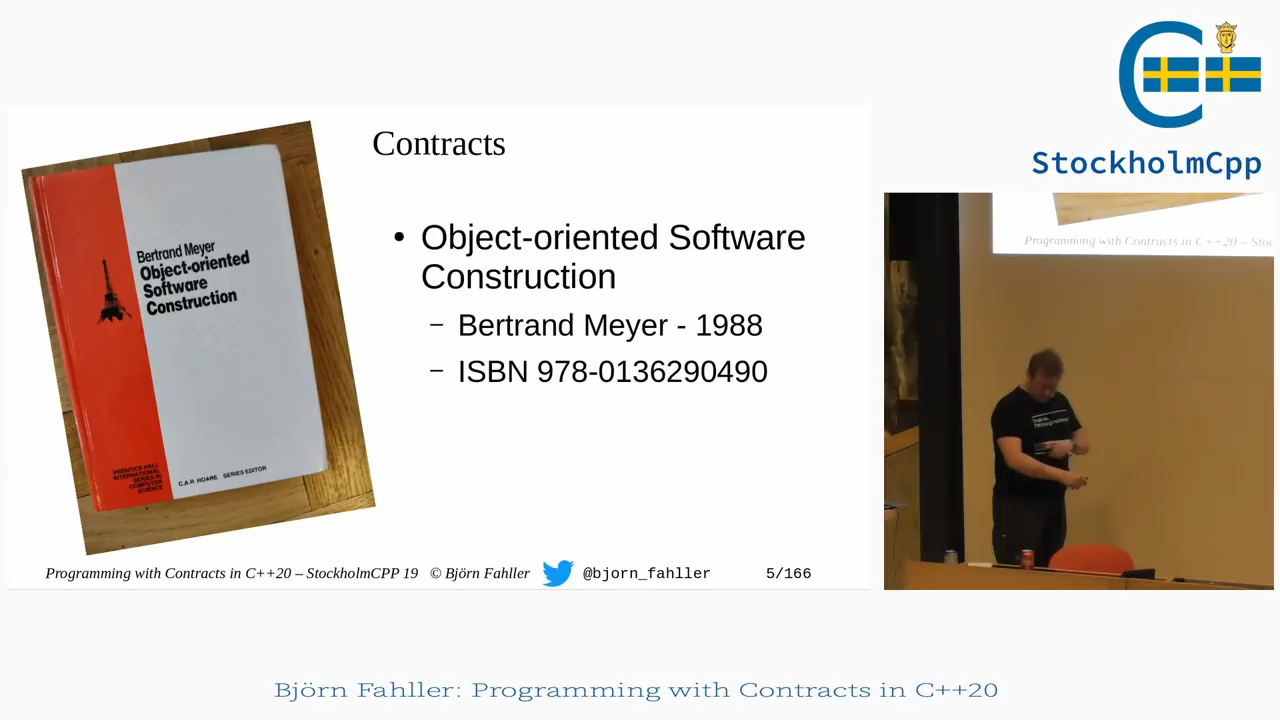 StockholmCpp
Contracts
Bertrand Meyer
Object-oriented
Software
Construction
PRENTICE HALL
INTERNATIONAL
SERIES IN
COMPUTER
SCIENCE
C.A.R. HOARE SERIES EDITOR
• Object-oriented Software
Construction
– Bertrand Meyer - 1988
– ISBN 978-0136290490
Programming with Contracts in C++20 – StockholmCPP 19 © Björn Fahller @bjorn_fahller 5/166
Programming with Contracts in C++20 – Stoc
Björn Fahller: Programming with Contracts in C++20